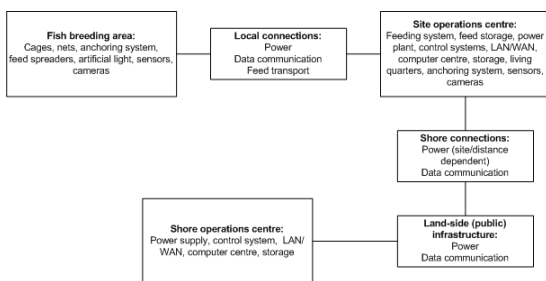 Fish breeding area:
Cages, nets, anchoring system,
feed spreaders, artificial light, sensors,
cameras
Local connections:
Power
Data communication
Feed transport
Site operations centre:
Feeding system, feed storage, power
plant, control systems, LAN/WAN,
computer centre, storage, living
quarters, anchoring system, sensors,
cameras
Shore connections:
Power (site/distance
dependent)
Data communication
Land-side (public)
infrastructure:
Power
Data communication
Shore operations centre:
Power supply, control system, LAN/
WAN, computer centre, storage